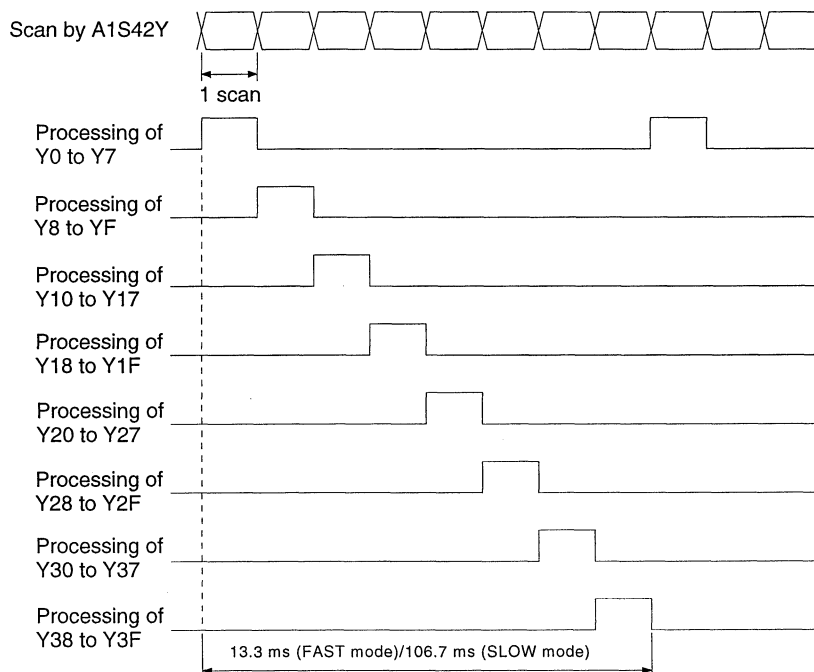 Scan by A1S42Y
1 scan
Processing of
Y0 to Y7
Processing of
Y8 to YF
Processing of
Y10 to Y17
Processing of
Y18 to Y1F
Processing of
Y20 to Y27
Processing of
Y28 to Y2F
Processing of
Y30 to Y37
Processing of
Y38 to Y3F
13.3 ms (FAST mode)/106.7 ms (SLOW mode)